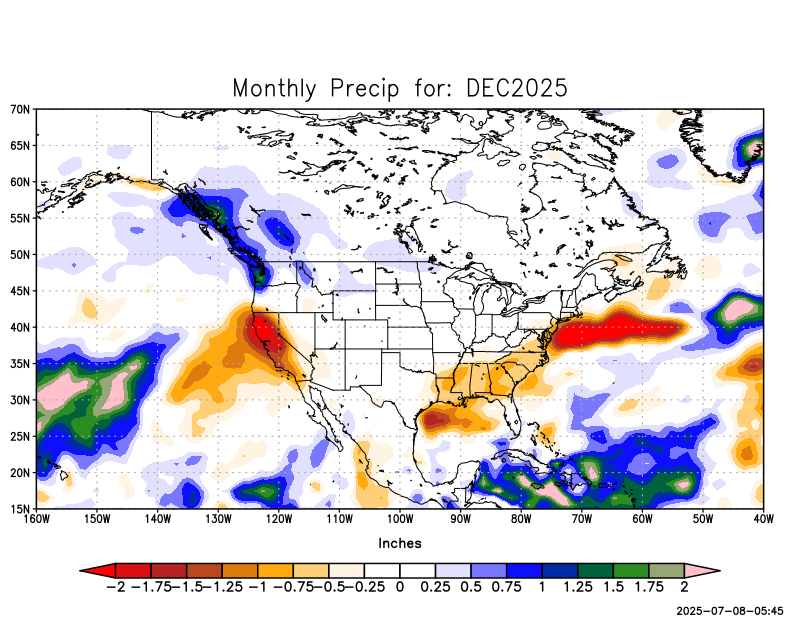 Monthly Precip for: DEC2025
70N
65N
60N
55N
50N
45N
40N
35N
30N
25N
20N
15N
160W 150W 140W 130W 120W 110W 100W 90W 80W 70W 60W 50W 40W
Inches
-2 -1.75 -1.5 -1.25 -1 -0.75 -0.5 -0.25 0 0.25 0.5 0.75 1 1.25 1.5 1.75 2
2025-07-08-05:45